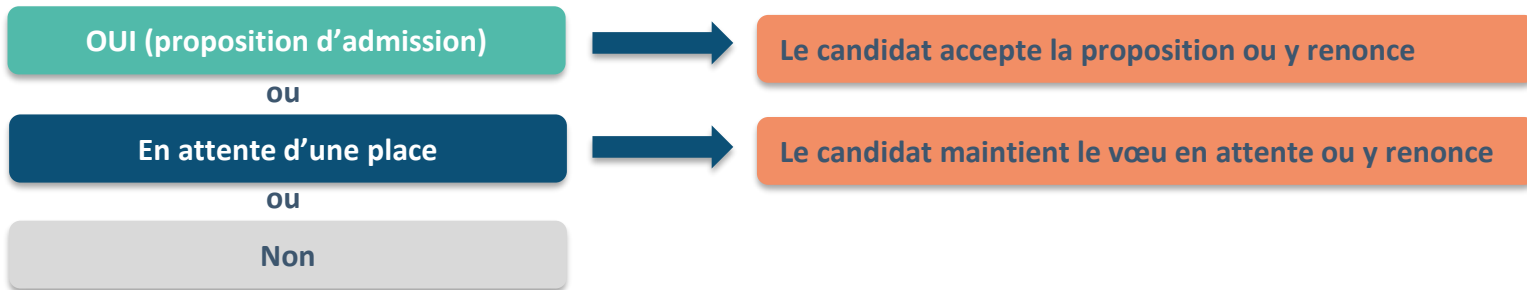 OUI (proposition d’admission)
Le candidat accepte la proposition ou y renonce
ou
En attente d’une place
Le candidat maintient le vœu en attente ou y renonce
ou
Non